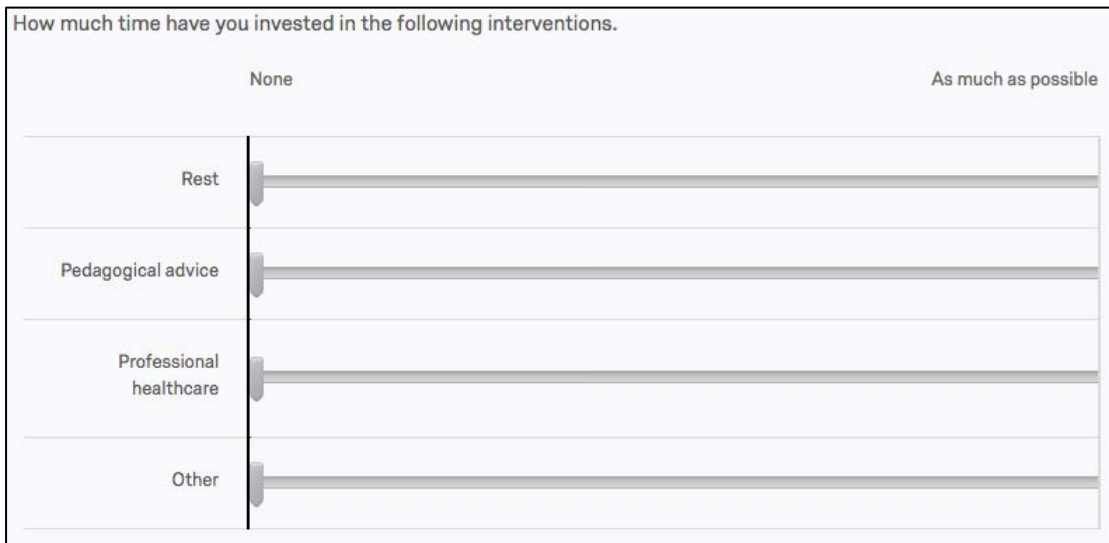 How much time have you invested in the following interventions.
None
As much as possible
Rest
Pedagogical advice
Professional
healthcare
Other